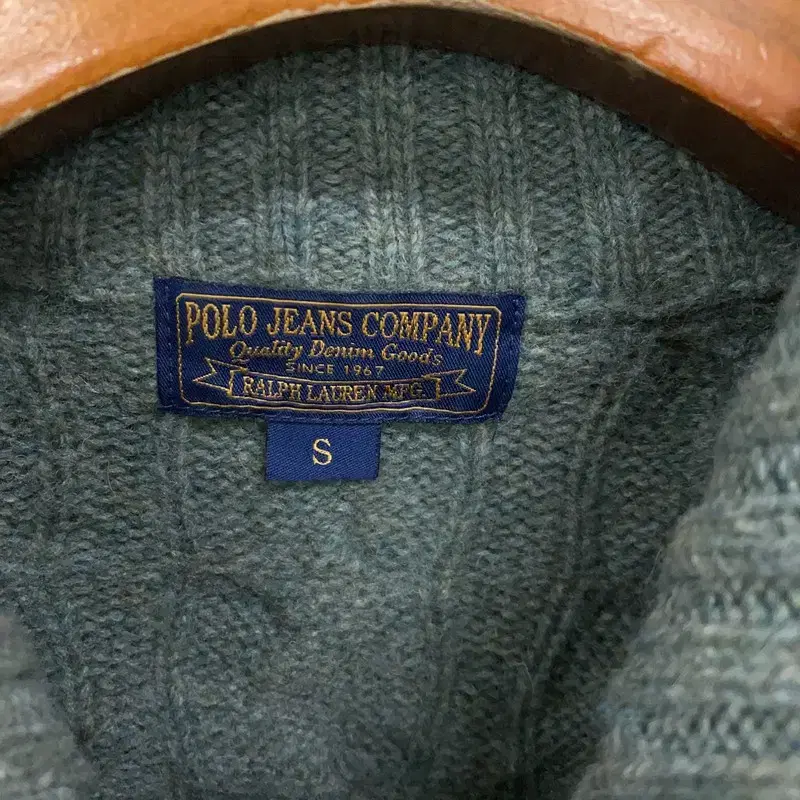 POLO JEANS COMPANY
Quality Denim Goods
SINCE 1967
RALPH LAUREN MFG.
S